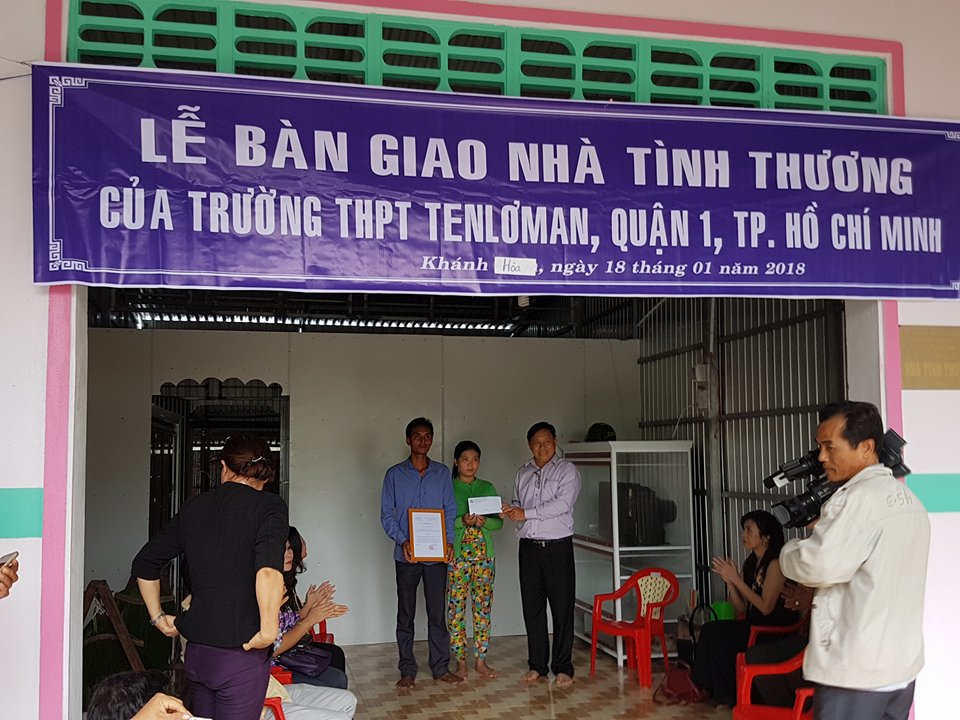 LỄ BÀN GIAO NHÀ TÌNH THƯƠNG
CỦA TRƯỜNG THPT TENLƠMAN, QUẬN 1, TP. HỒ CHÍ MINH
Khánh Hòa, ngày 18 tháng 01 năm 2018